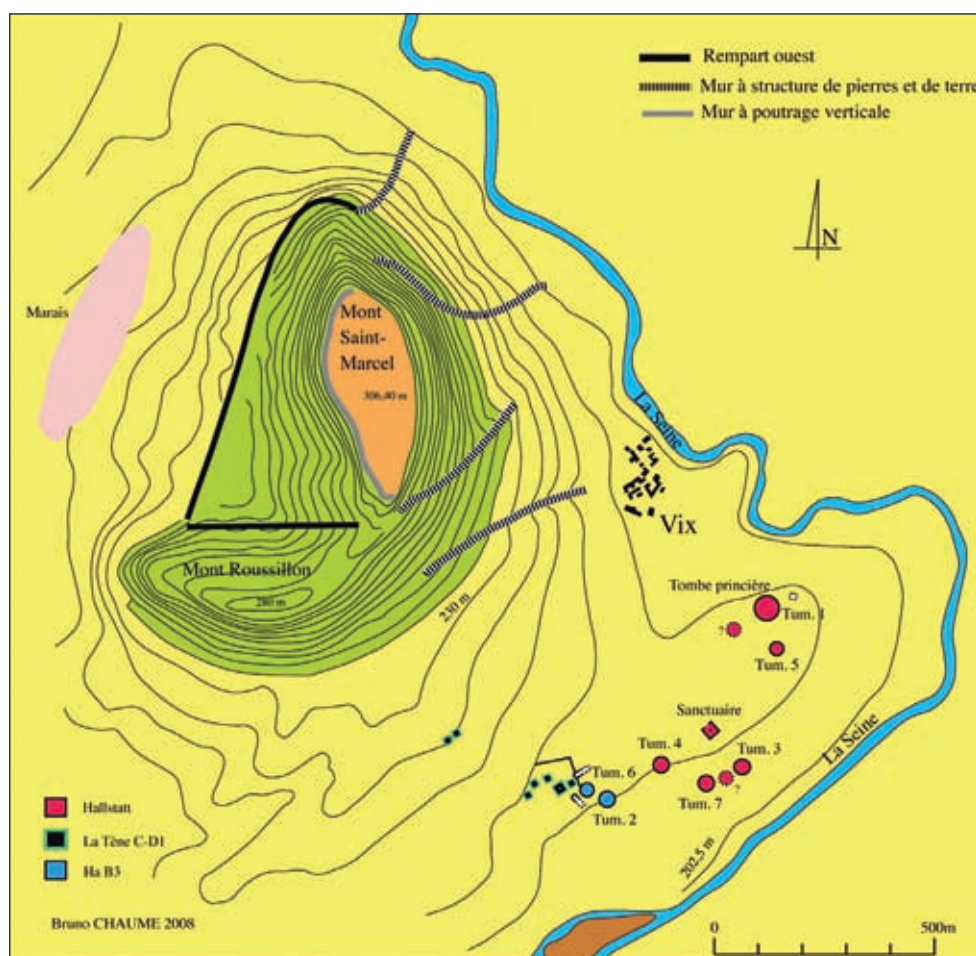 Rempart ouest
Mur à structure de pierres et de terre
Mur à poutrage verticale
N
Marais
Mont
Saint-
Marcel
306,40 m
La Seine
Vix
Mont Roussillon
280 m
230 m
Tombe princière
Tum. 1
?
Tum. 5
Sanctuaire
Tum. 4
Tum. 3
Tum. 6
Tum. 7
?
Tum. 2
La Seine
202,5 m
Hallstatt
La Tène C-D1
Ha B3
Bruno CHAUME 2008
0
500m